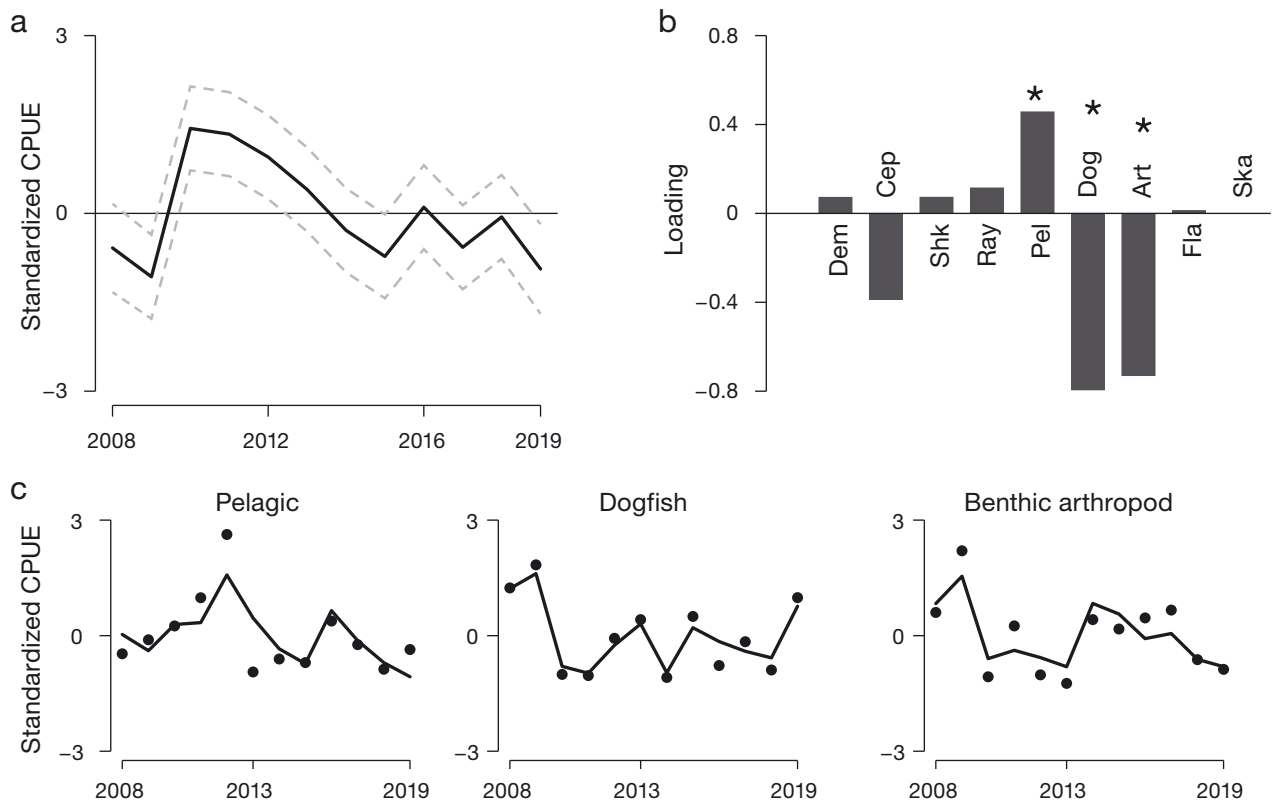 a
3
0
−3
Standardized CPUE
2008
2012
2016
2019
b
0.8
0.4
0
−0.4
−0.8
Loading
Dem
Cep
Shk
Ray
Pel
Dog
Art
Fla
Ska
*
*
*
c
Pelagic
Standardized CPUE
3
0
−3
2008
2013
2019
Dogfish
3
0
−3
2008
2013
2019
Benthic arthropod
3
0
−3
2008
2013
2019